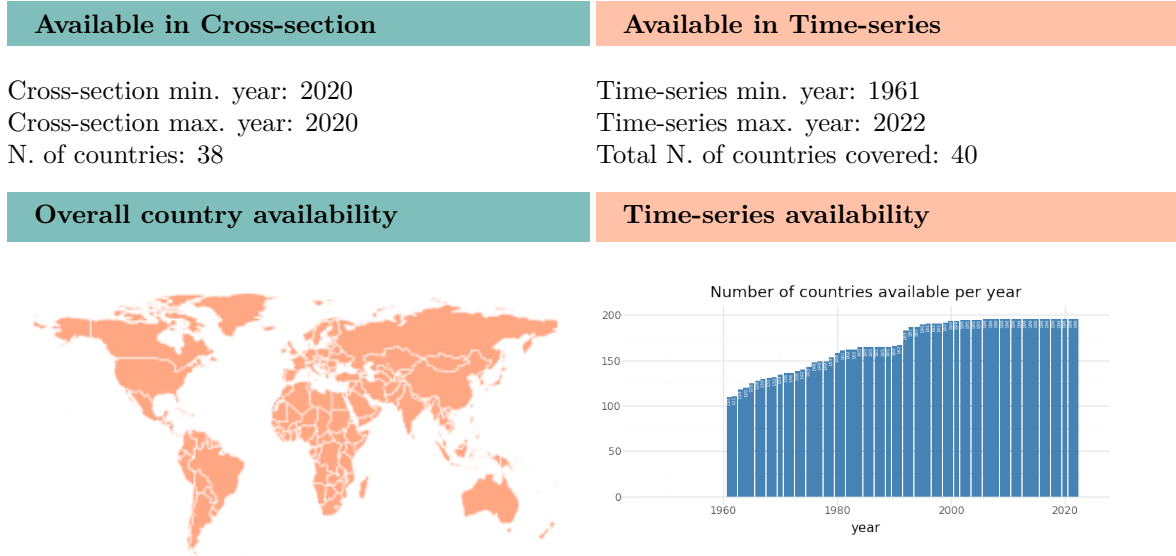 Available in Cross-section
Available in Time-series
Cross-section min. year: 2020
Cross-section max. year: 2020
N. of countries: 38
Time-series min. year: 1961
Time-series max. year: 2022
Total N. of countries covered: 40
Overall country availability
Time-series availability
Number of countries available per year
200
150
100
50
0
1960
1980
2000
2020
year